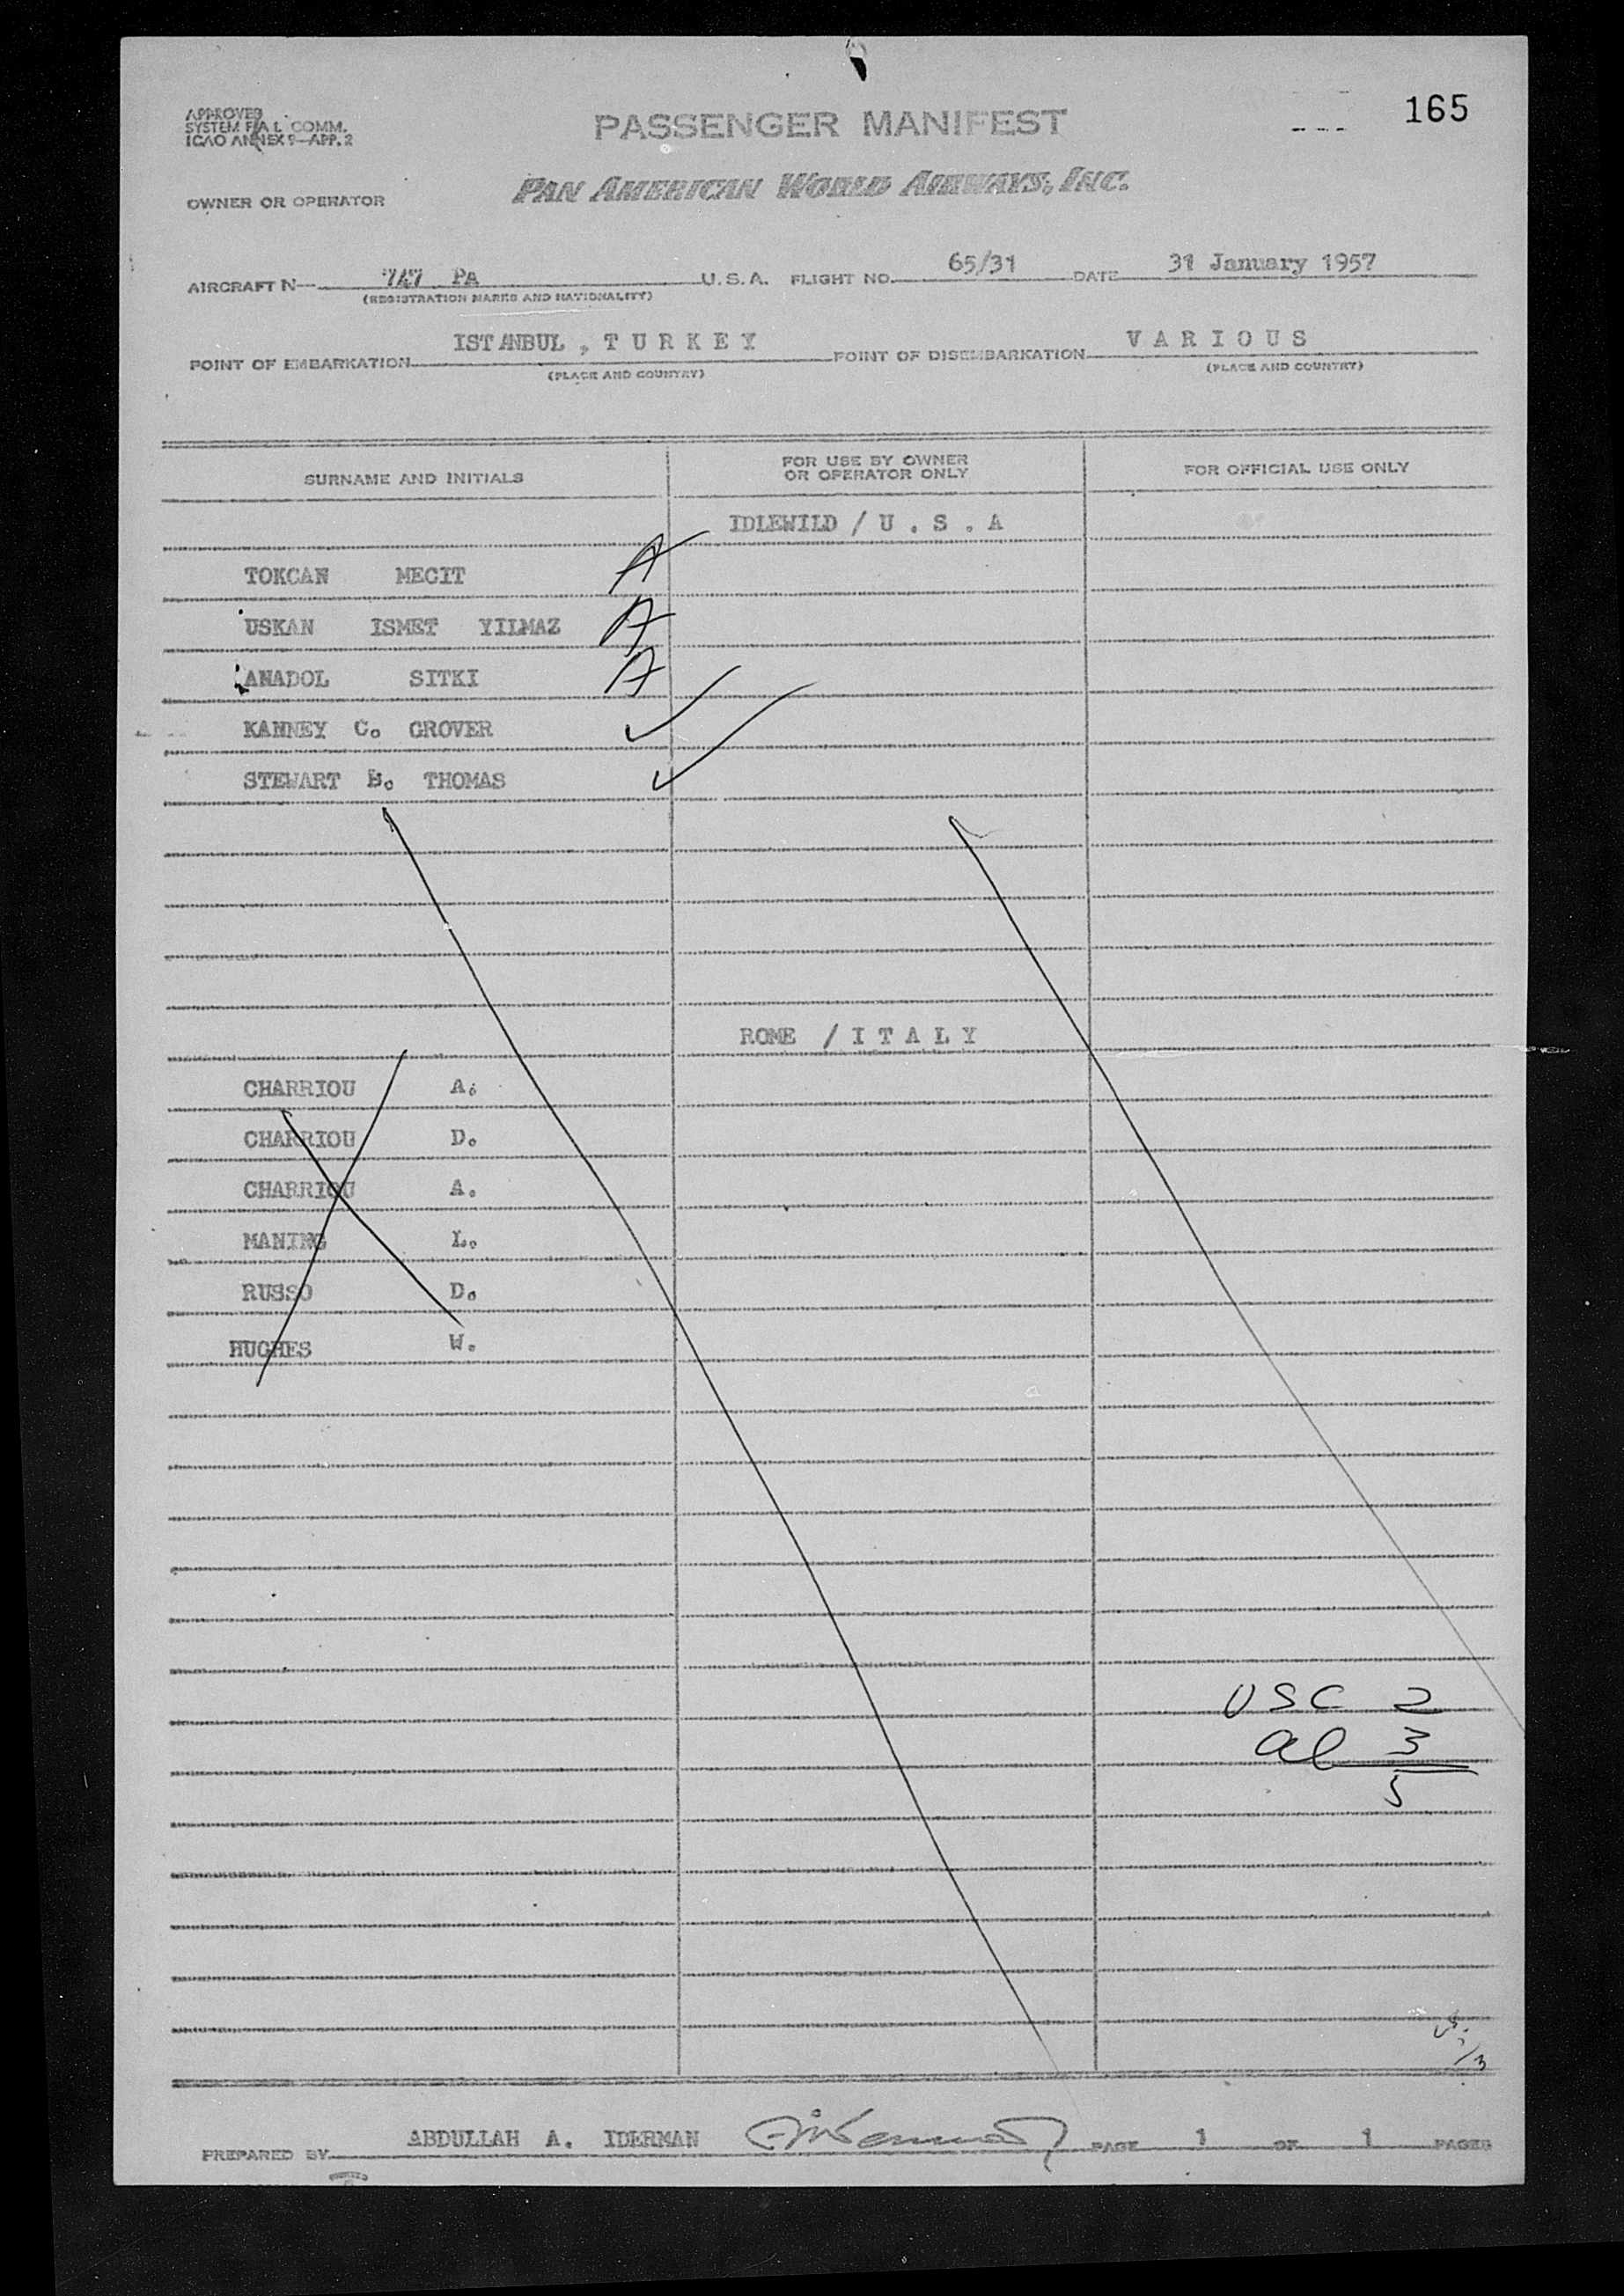 165
APPROVED
SYSTEM F.A.L. COMM.
ICAO ANNEX 9—APP. 2
PASSENGER MANIFEST
OWNER OR OPERATOR PAN AMERICAN WORLD AIRWAYS, INC.
AIRCRAFT N PA U.S.A. FLIGHT NO. 65/31 DATE 31 January 1957
(REGISTRATION MARKS AND NATIONALITY)
POINT OF EMBARKATION ISTANBUL, TURKEY POINT OF DISEMBARKATION VARIOUS
(PLACE AND COUNTRY) (PLACE AND COUNTRY)
SURNAME AND INITIALS FOR USE BY OWNER OR OPERATOR ONLY FOR OFFICIAL USE ONLY
IDLEWILD / U.S.A
TOKCAN MECIT A
USKAN ISMET YILMAZ A
ANADOL SITKI A
KANNEY C. GROVER ✓
STEWART B. THOMAS ✓
ROME / ITALY
CHARRIOU A.
CHARRIOU D.
CHARRIOU A.
MANING L.
RUSSO D.
HUGHES W.
USC 2
al 3
5
PREPARED BY ABDULLAH A. IDERMAN PAGE 1 OF 1 PAGES